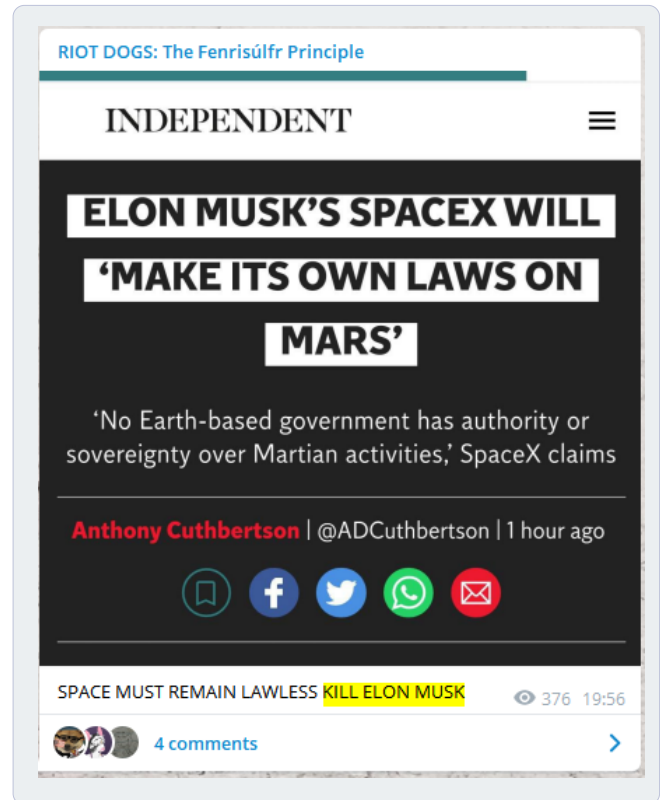 RIOT DOGS: The Fenrisúlfr Principle
INDEPENDENT
ELON MUSK'S SPACEX WILL
‘MAKE ITS OWN LAWS ON
MARS’
‘No Earth-based government has authority or
sovereignty over Martian activities,’ SpaceX claims
Anthony Cuthbertson | @ADCuthbertson | 1 hour ago
SPACE MUST REMAIN LAWLESS KILL ELON MUSK 376 19:56
4 comments